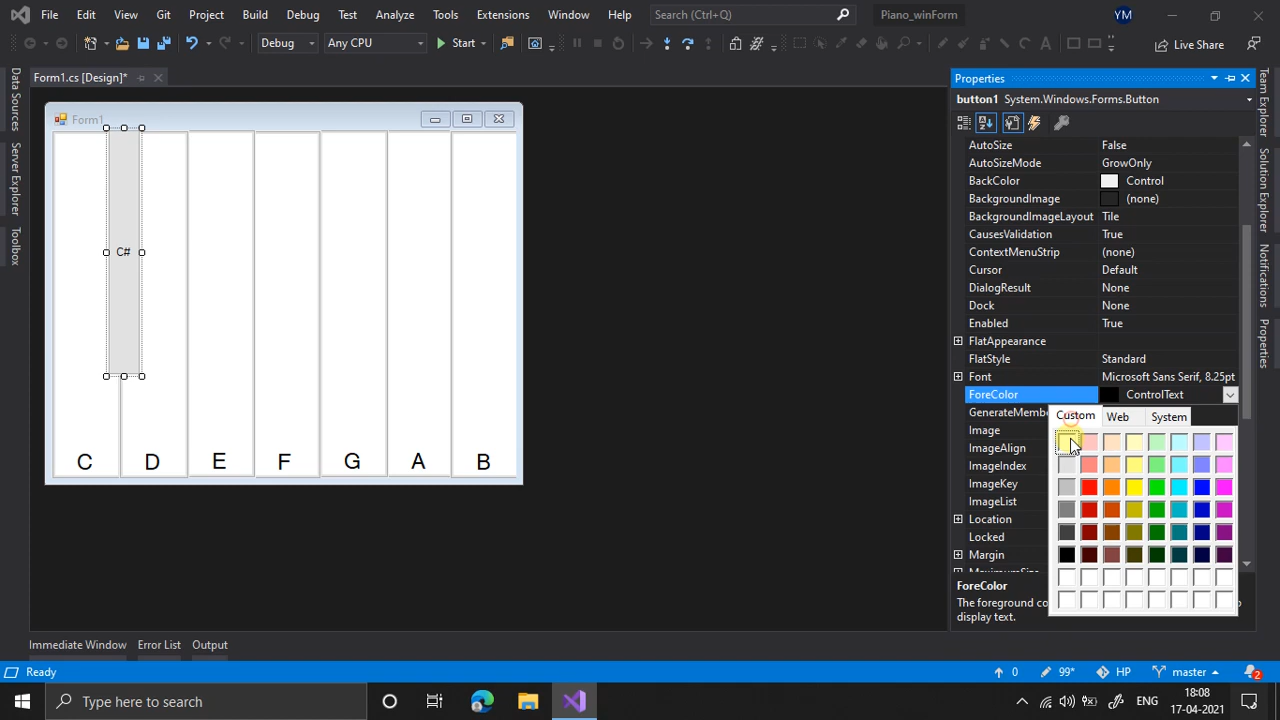 File Edit View Git Project Build Debug Test Analyze Tools Extensions Window Help Search (Ctrl+Q) Piano_winForm YM
Debug Any CPU Start Live Share
Form1.cs [Design]*
Properties
Data Sources
Server Explorer
Toolbox
Form1
C#
C D E F G A B
button1 System.Windows.Forms.Button
AutoSize False
AutoSizeMode GrowOnly
BackColor Control
BackgroundImage (none)
BackgroundImageLayout Tile
CausesValidation True
ContextMenuStrip (none)
Cursor Default
DialogResult None
Dock None
Enabled True
FlatAppearance
FlatStyle Standard
Font Microsoft Sans Serif, 8.25pt
ForeColor ControlText
GenerateMembe
Custom Web System
Image
ImageAlign
ImageIndex
ImageKey
ImageList
Location
Locked
Margin
ForeColor
The foreground co
display text.
Team Explorer
Solution Explorer
Notifications
Properties
Immediate Window Error List Output
Ready 0 99* HP master 2
Type here to search ENG 18:08
17-04-2021